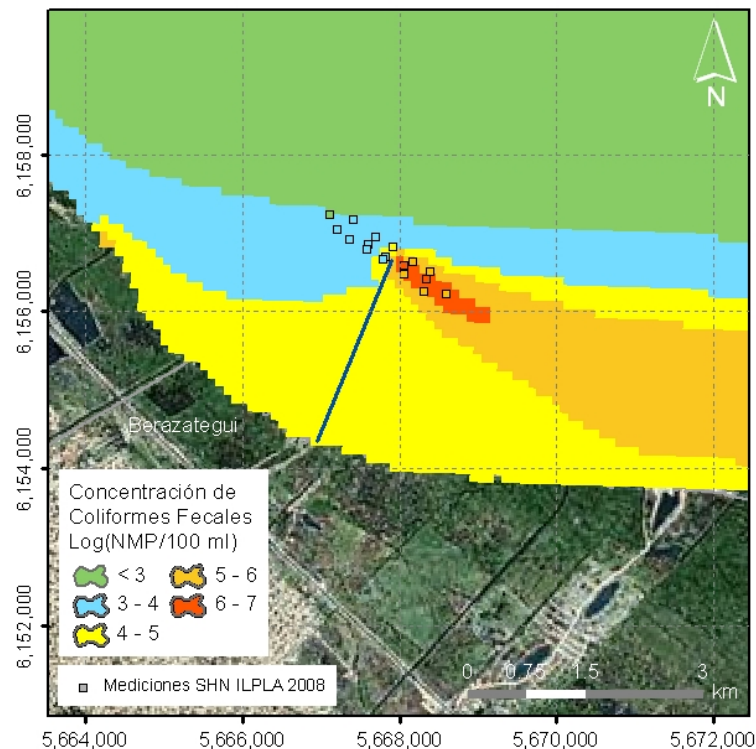 N
6,158,000
6,156,000
6,154,000
6,152,000
Berazategui
Concentración de
Coliformes Fecales
Log(NMP/100 ml)
< 3
5 - 6
3 - 4
6 - 7
4 - 5
Mediciones SHN ILPLA 2008
0 0,75 1,5 3
km
5,664,000 5,666,000 5,668,000 5,670,000 5,672,000